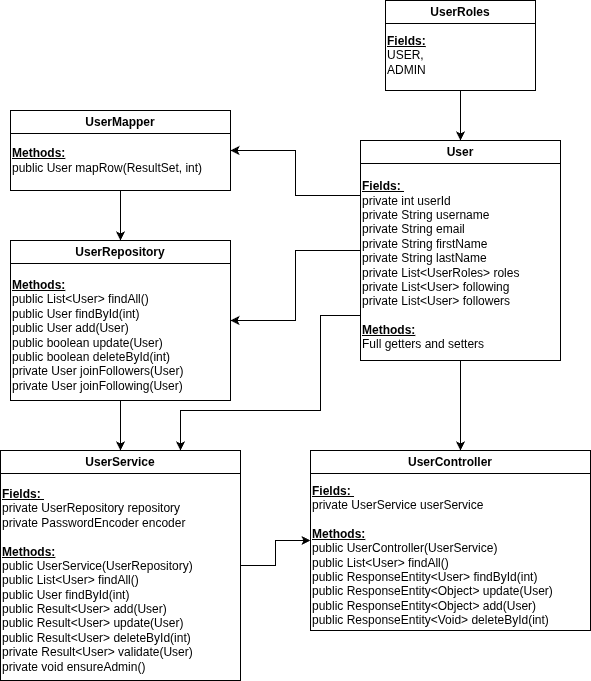 UserRoles
Fields:
USER,
ADMIN
UserMapper
Methods:
public User mapRow(ResultSet, int)
User
Fields:
private int userId
private String username
private String email
private String firstName
private String lastName
private List<UserRoles> roles
private List<User> following
private List<User> followers
Methods:
Full getters and setters
UserRepository
Methods:
public List<User> findAll()
public User findById(int)
public User add(User)
public boolean update(User)
public boolean deleteById(int)
private User joinFollowers(User)
private User joinFollowing(User)
UserService
Fields:
private UserRepository repository
private PasswordEncoder encoder
Methods:
public UserService(UserRepository)
public List<User> findAll()
public User findById(int)
public Result<User> add(User)
public Result<User> update(User)
public Result<User> deleteById(int)
private Result<User> validate(User)
private void ensureAdmin()
UserController
Fields:
private UserService userService
Methods:
public UserController(UserService)
public List<User> findAll()
public ResponseEntity<User> findById(int)
public ResponseEntity<Object> update(User)
public ResponseEntity<Object> add(User)
public ResponseEntity<Void> deleteById(int)